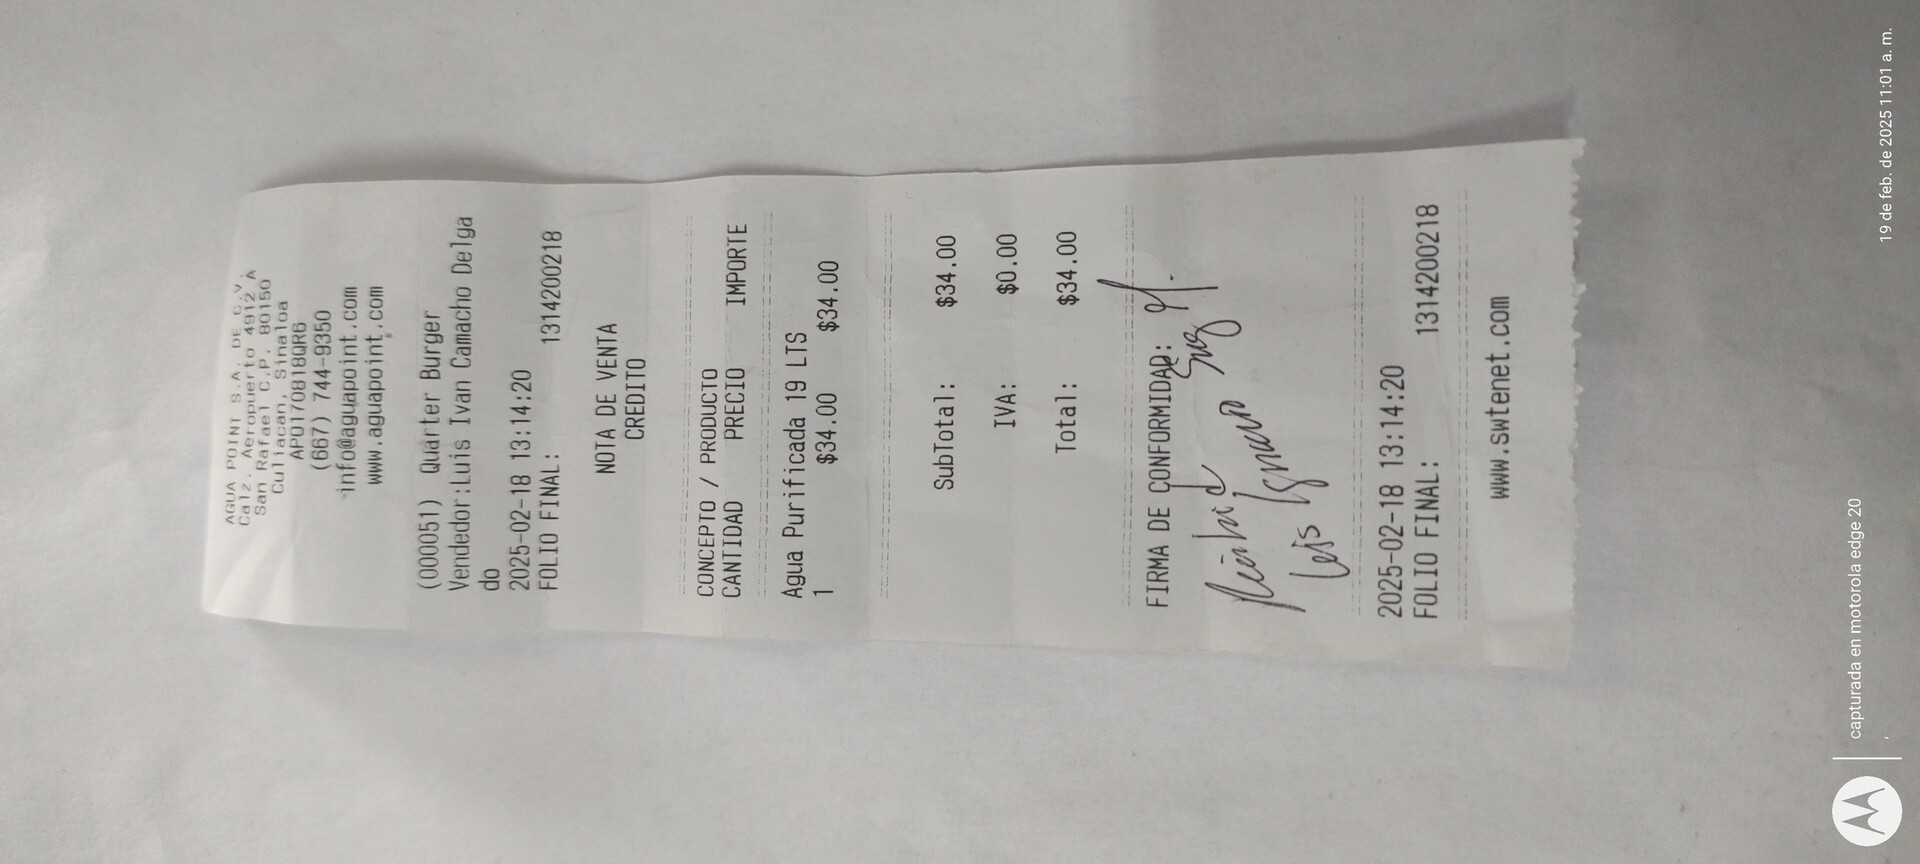 AGUA POINT S.A. DE C.V.
Calz. Aeropuerto 4912 A
San Rafael C.P. 80150
Culiacan, Sinaloa
APO170818QR6
(667) 744-9350
info@aguapoint.com
www.aguapoint.com
(000051) Quarter Burger
Vendedor:Luis Ivan Camacho Delga
do
2025-02-18 13:14:20
FOLIO FINAL: 1314200218
NOTA DE VENTA
CREDITO
CONCEPTO / PRODUCTO
CANTIDAD PRECIO IMPORTE
Agua Purificada 19 LTS
1 $34.00 $34.00
SubTotal: $34.00
IVA: $0.00
Total: $34.00
FIRMA DE CONFORMIDAD:
Luis
2025-02-18 13:14:20
FOLIO FINAL: 1314200218
www.swtenet.com
capturada en motorola edge 20
19 de feb. de 2025 11:01 a. m.